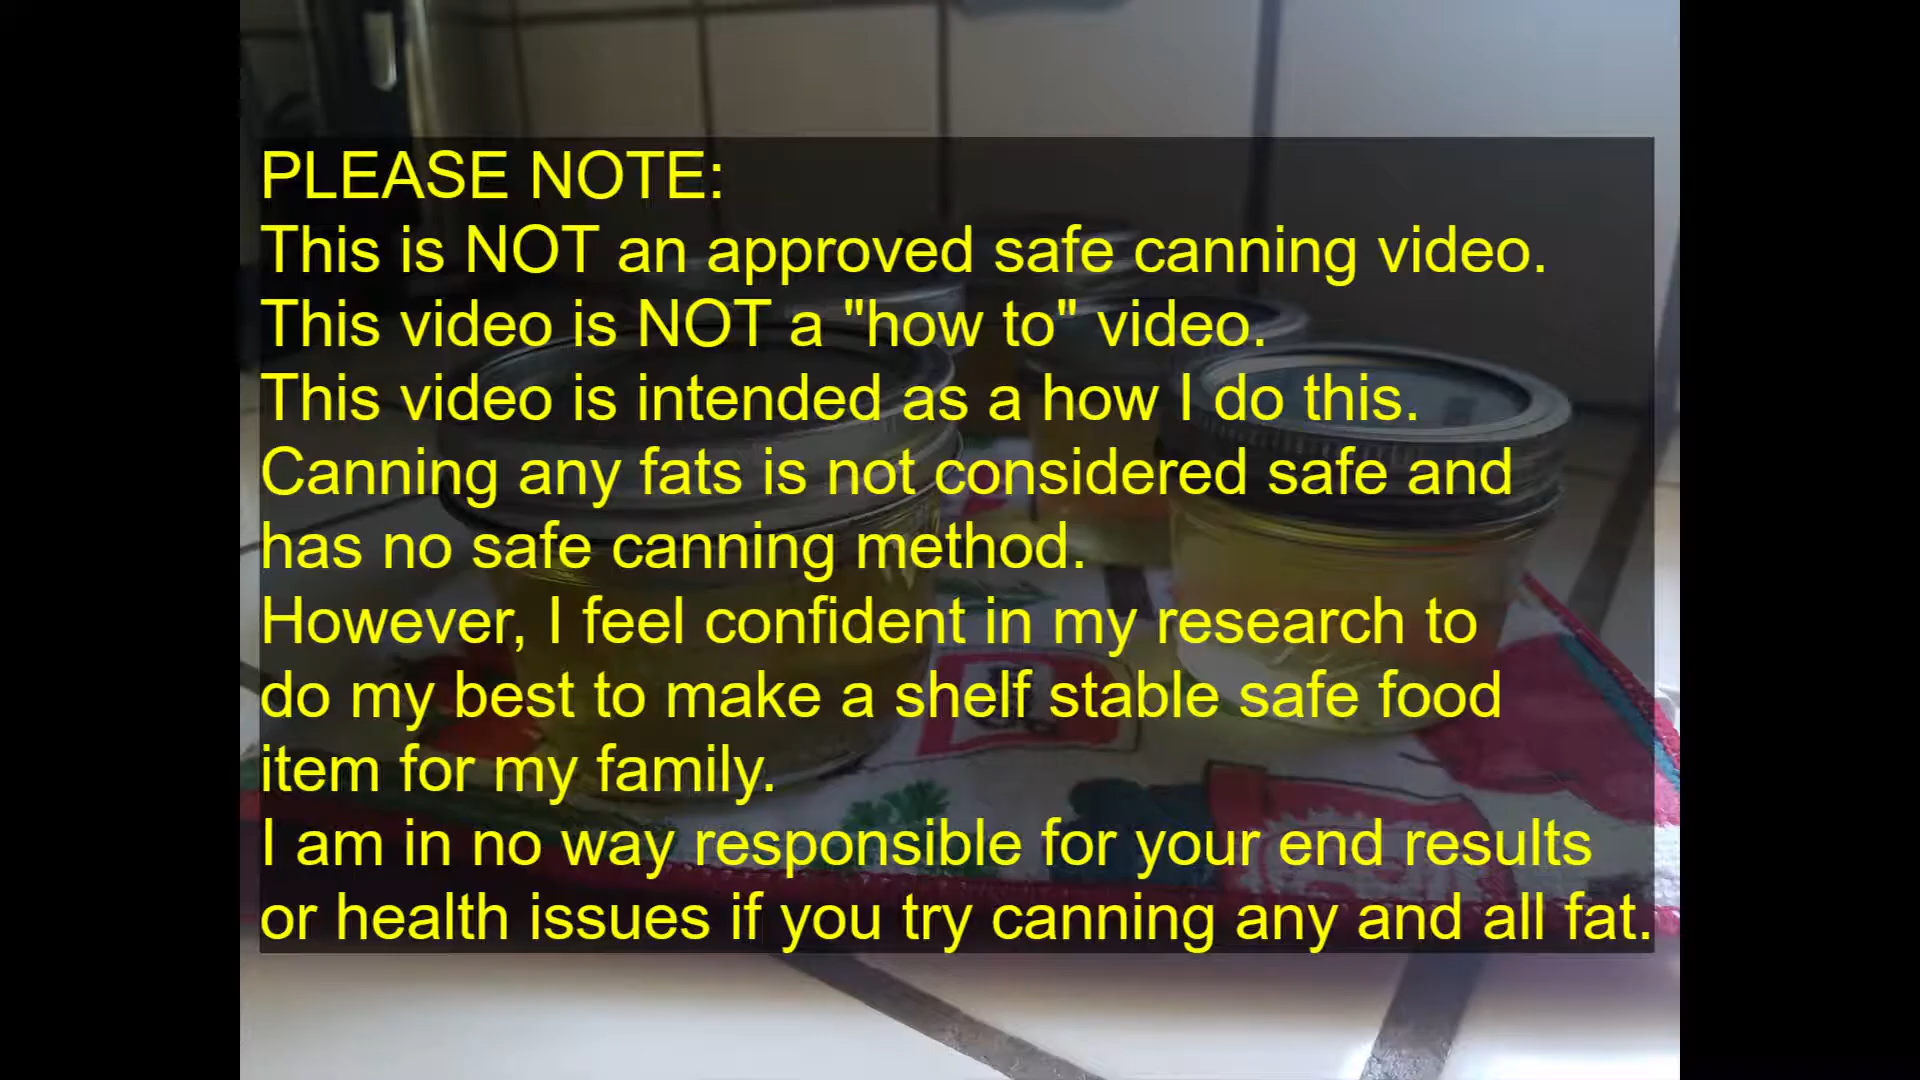 PLEASE NOTE:
This is NOT an approved safe canning video.
This video is NOT a "how to" video.
This video is intended as a how I do this.
Canning any fats is not considered safe and
has no safe canning method.
However, I feel confident in my research to
do my best to make a shelf stable safe food
item for my family.
I am in no way responsible for your end results
or health issues if you try canning any and all fat.